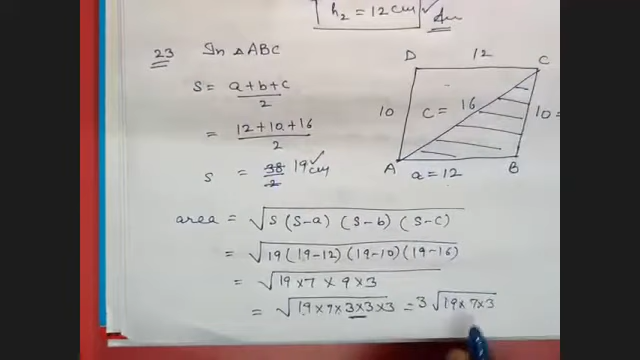 h₂ = 12 cm Ans
23 In △ ABC
S = a+b+c / 2
= 12+10+16 / 2
s = 38/2 19 cm
D 12 C
10 c = 16 10 =
A a = 12 B
area = √S (S-a) (S-b) (S-c)
= √19 (19-12) (19-10) (19-16)
= √19 × 7 × 9 × 3
= √19 × 7 × 3 × 3 × 3 = 3 √19 × 7 × 3